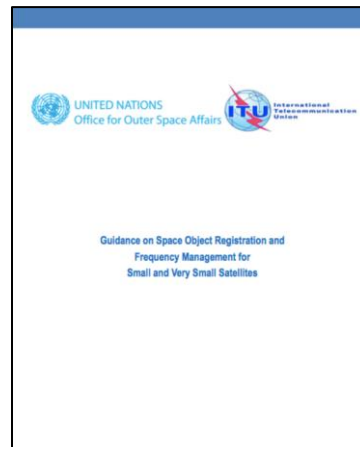 UNITED NATIONS
Office for Outer Space Affairs
ITU
International
Telecommunication
Union
Guidance on Space Object Registration and
Frequency Management for
Small and Very Small Satellites